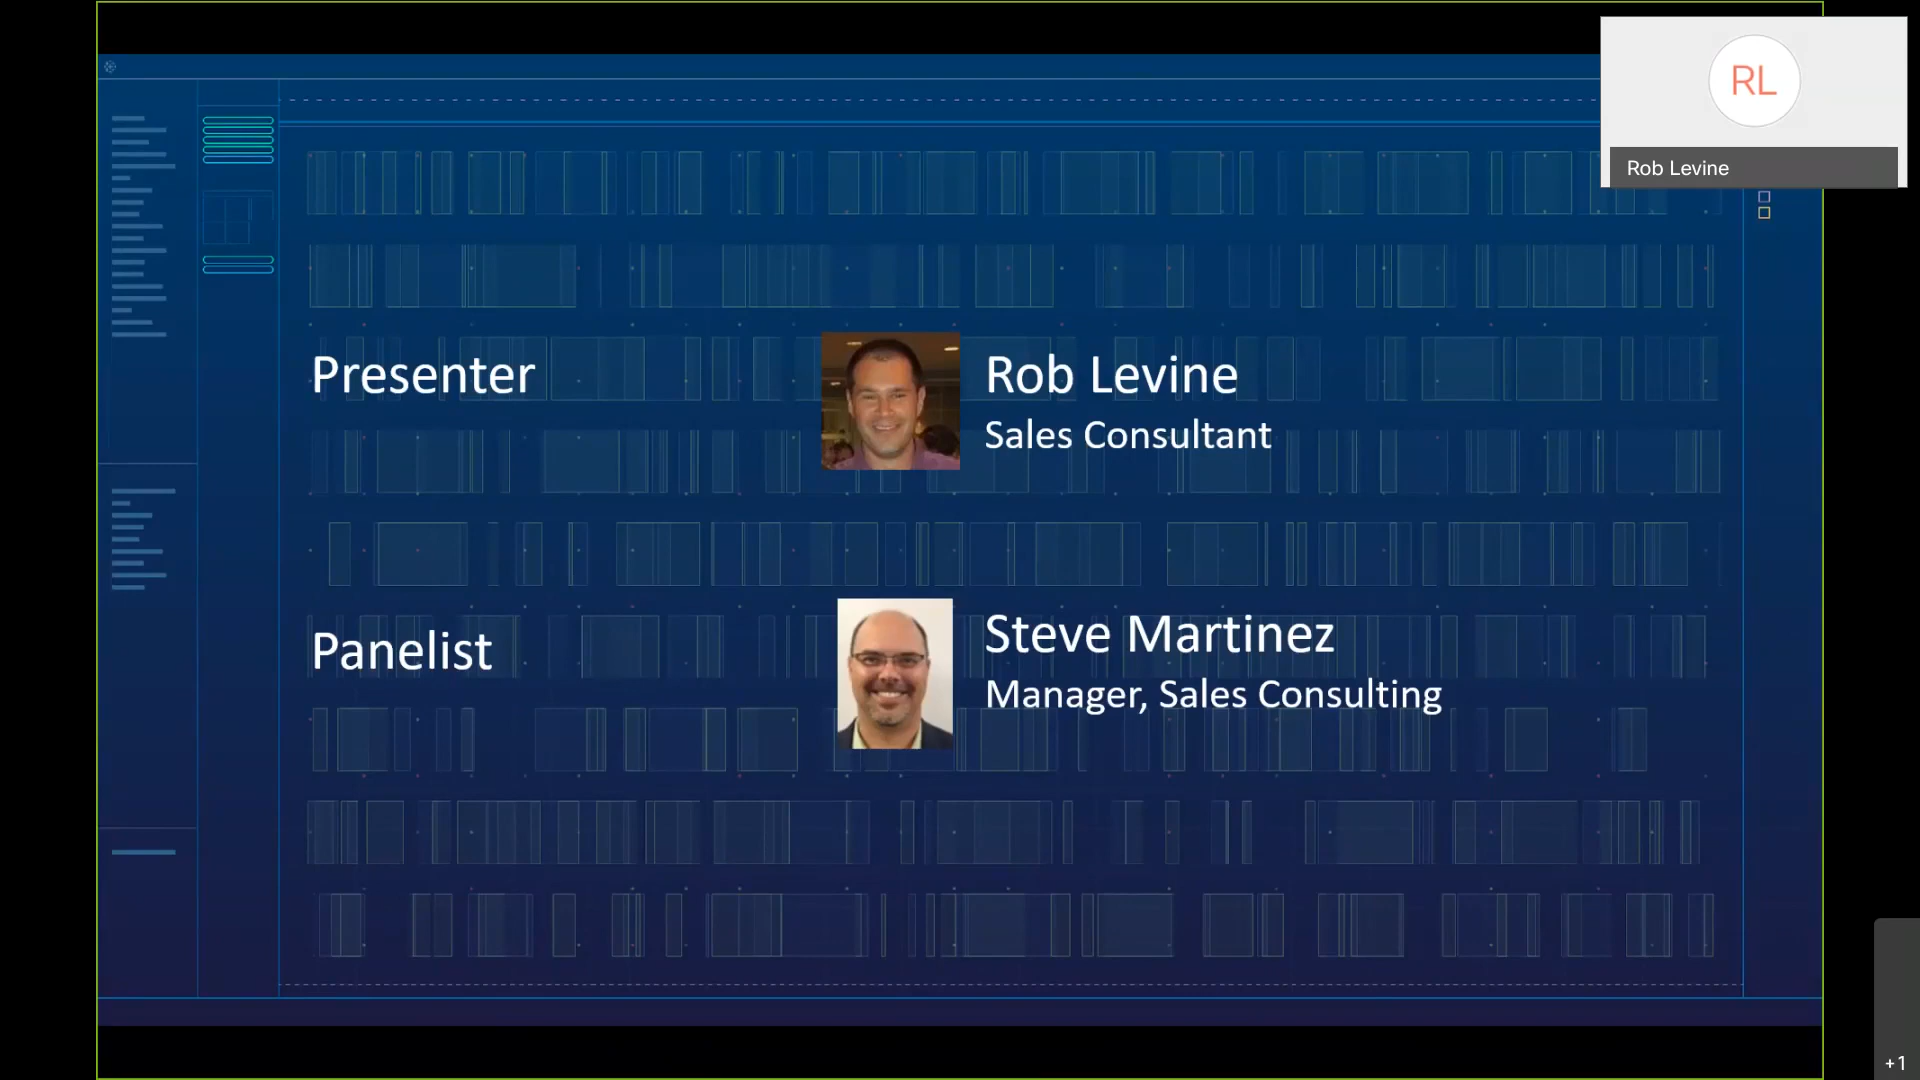 RL
Rob Levine
Presenter
Rob Levine
Sales Consultant
Panelist
Steve Martinez
Manager, Sales Consulting
+1